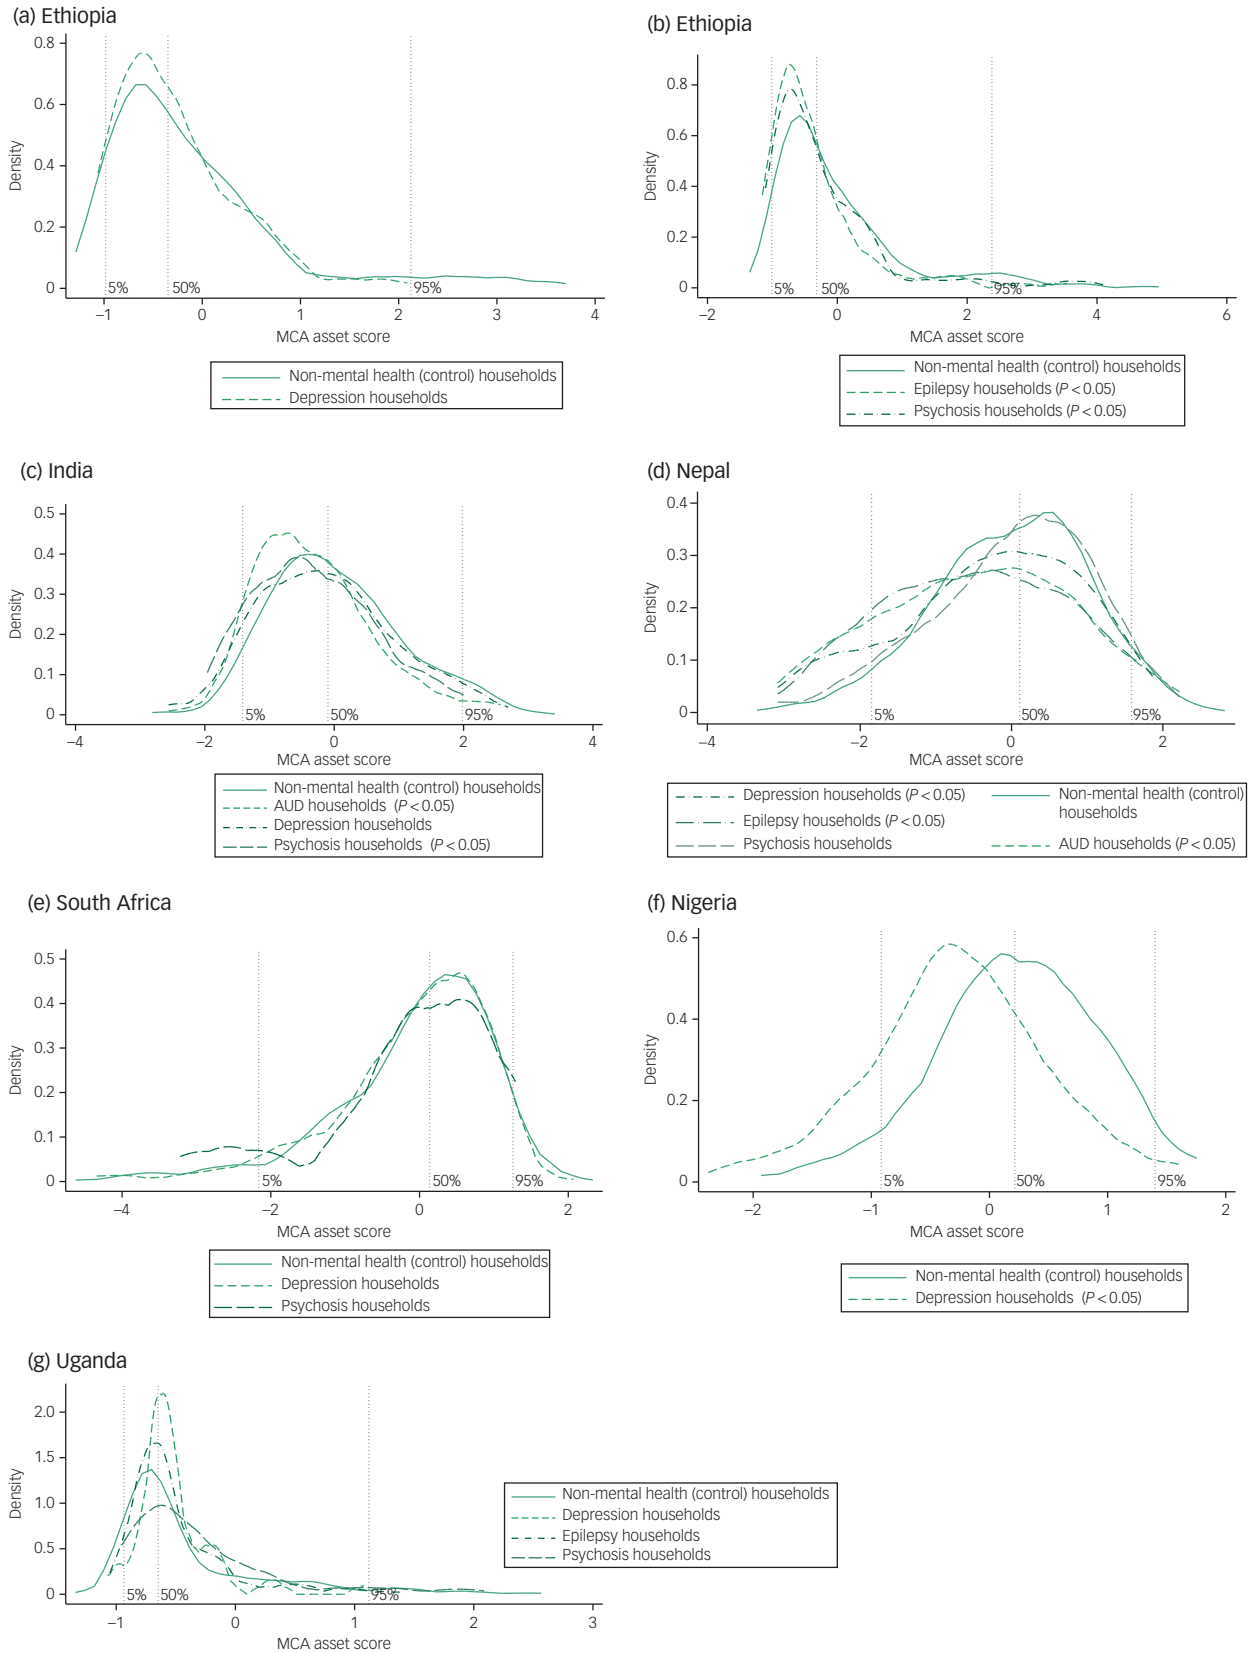 (a) Ethiopia
0.8
0.6
0.4
0.2
0
Density
5%
50%
95%
−1
0
1
2
3
4
MCA asset score
Non-mental health (control) households
Depression households
(b) Ethiopia
0.8
0.6
0.4
0.2
0
Density
5%
50%
95%
−2
0
2
4
6
MCA asset score
Non-mental health (control) households
Epilepsy households (P < 0.05)
Psychosis households (P < 0.05)
(c) India
0.5
0.4
0.3
0.2
0.1
0
Density
5%
50%
95%
−4
−2
0
2
4
MCA asset score
Non-mental health (control) households
AUD households (P < 0.05)
Depression households
Psychosis households (P < 0.05)
(d) Nepal
0.4
0.3
0.2
0.1
0
Density
5%
50%
95%
−4
−2
0
2
MCA asset score
Depression households (P < 0.05)
Epilepsy households (P < 0.05)
Psychosis households
Non-mental health (control)
households
AUD households (P < 0.05)
(e) South Africa
0.5
0.4
0.3
0.2
0.1
0
Density
5%
50%
95%
−4
−2
0
2
MCA asset score
Non-mental health (control) households
Depression households
Psychosis households
(f) Nigeria
0.6
0.4
0.2
0
Density
5%
50%
95%
−2
−1
0
1
2
MCA asset score
Non-mental health (control) households
Depression households (P < 0.05)
(g) Uganda
2.0
1.5
1.0
0.5
0
Density
5%
50%
95%
−1
0
1
2
3
MCA asset score
Non-mental health (control) households
Depression households
Epilepsy households
Psychosis households